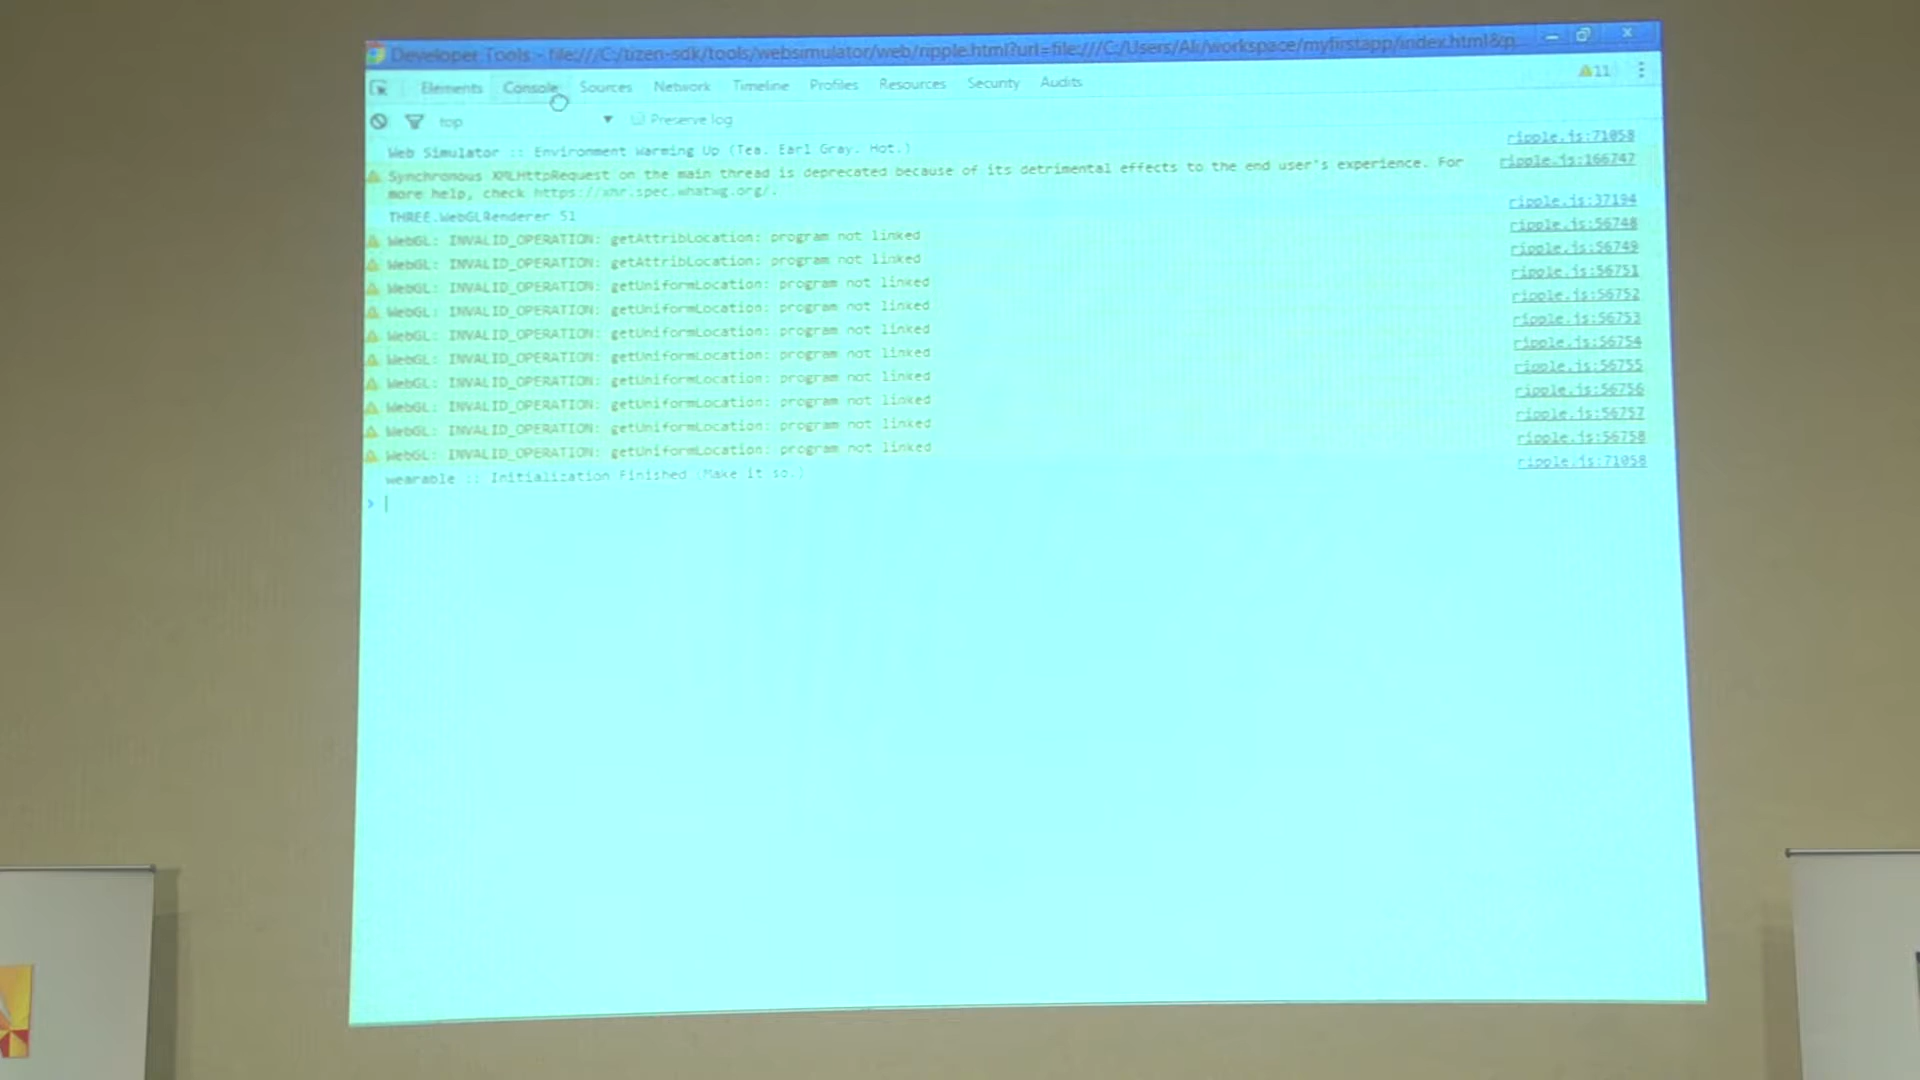 Developer Tools - file:///C:/tizen-sdk/tools/websimulator/web/ripple.html?url=file:///C:/Users/Ali/workspace/myfirstapp/index.html&p...
Elements Console Sources Network Timeline Profiles Resources Security Audits 11
top Preserve log
Web Simulator :: Environment Warming Up (Tea. Earl Gray. Hot.) ripple.js:71058
Synchronous XMLHttpRequest on the main thread is deprecated because of its detrimental effects to the end user's experience. For ripple.js:166747
more help, check https://xhr.spec.whatwg.org/.
THREE.WebGLRenderer 51 ripple.js:37194
WebGL: INVALID_OPERATION: getAttribLocation: program not linked ripple.js:56748
WebGL: INVALID_OPERATION: getAttribLocation: program not linked ripple.js:56749
WebGL: INVALID_OPERATION: getUniformLocation: program not linked ripple.js:56751
WebGL: INVALID_OPERATION: getUniformLocation: program not linked ripple.js:56752
WebGL: INVALID_OPERATION: getUniformLocation: program not linked ripple.js:56753
WebGL: INVALID_OPERATION: getUniformLocation: program not linked ripple.js:56754
WebGL: INVALID_OPERATION: getUniformLocation: program not linked ripple.js:56755
WebGL: INVALID_OPERATION: getUniformLocation: program not linked ripple.js:56756
WebGL: INVALID_OPERATION: getUniformLocation: program not linked ripple.js:56757
WebGL: INVALID_OPERATION: getUniformLocation: program not linked ripple.js:56758
wearable :: Initialization Finished (Make it so.) ripple.js:71058